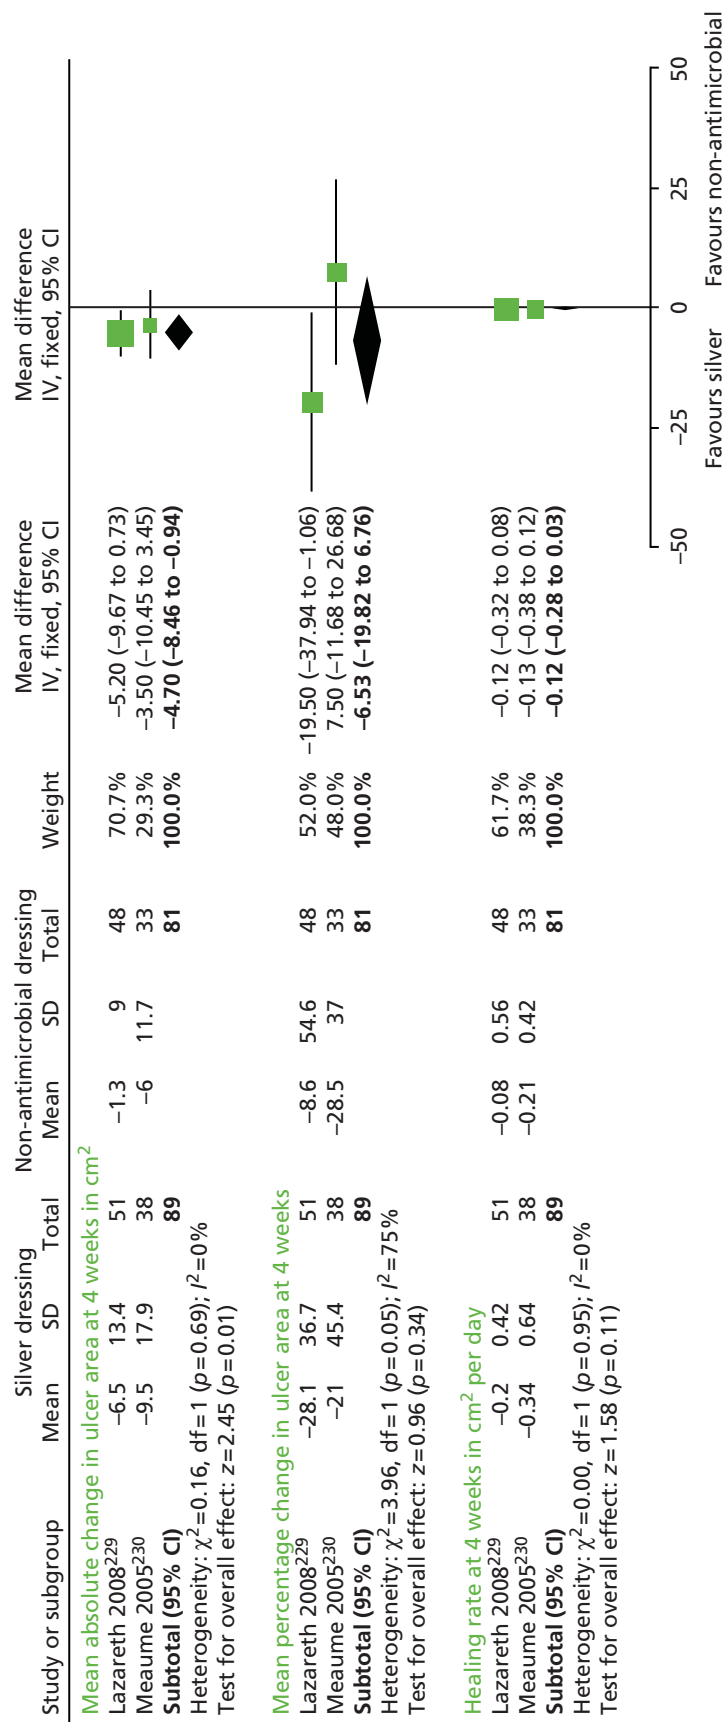 Silver dressing Non-antimicrobial dressing Mean difference Mean difference
Study or subgroup Mean SD Total Mean SD Total Weight IV, fixed, 95% CI IV, fixed, 95% CI
Mean absolute change in ulcer area at 4 weeks in cm²
Lazareth 2008²²⁹ −6.5 13.4 51 −1.3 9 48 70.7% −5.20 (−9.67 to 0.73)
Meaume 2005²³⁰ −9.5 17.9 38 −6 11.7 33 29.3% −3.50 (−10.45 to 3.45)
Subtotal (95% CI) 89 81 100.0% −4.70 (−8.46 to −0.94)
Heterogeneity: χ²=0.16, df=1 (p=0.69); I²=0%
Test for overall effect: z=2.45 (p=0.01)
Mean percentage change in ulcer area at 4 weeks
Lazareth 2008²²⁹ −28.1 36.7 51 −8.6 54.6 48 52.0% −19.50 (−37.94 to −1.06)
Meaume 2005²³⁰ −21 45.4 38 −28.5 37 33 48.0% 7.50 (−11.68 to 26.68)
Subtotal (95% CI) 89 81 100.0% −6.53 (−19.82 to 6.76)
Heterogeneity: χ²=3.96, df=1 (p=0.05); I²=75%
Test for overall effect: z=0.96 (p=0.34)
Healing rate at 4 weeks in cm² per day
Lazareth 2008²²⁹ −0.2 0.42 51 −0.08 0.56 48 61.7% −0.12 (−0.32 to 0.08)
Meaume 2005²³⁰ −0.34 0.64 38 −0.21 0.42 33 38.3% −0.13 (−0.38 to 0.12)
Subtotal (95% CI) 89 81 100.0% −0.12 (−0.28 to 0.03)
Heterogeneity: χ²=0.00, df=1 (p=0.95); I²=0%
Test for overall effect: z=1.58 (p=0.11)
−50 −25 0 25 50
Favours silver Favours non-antimicrobial